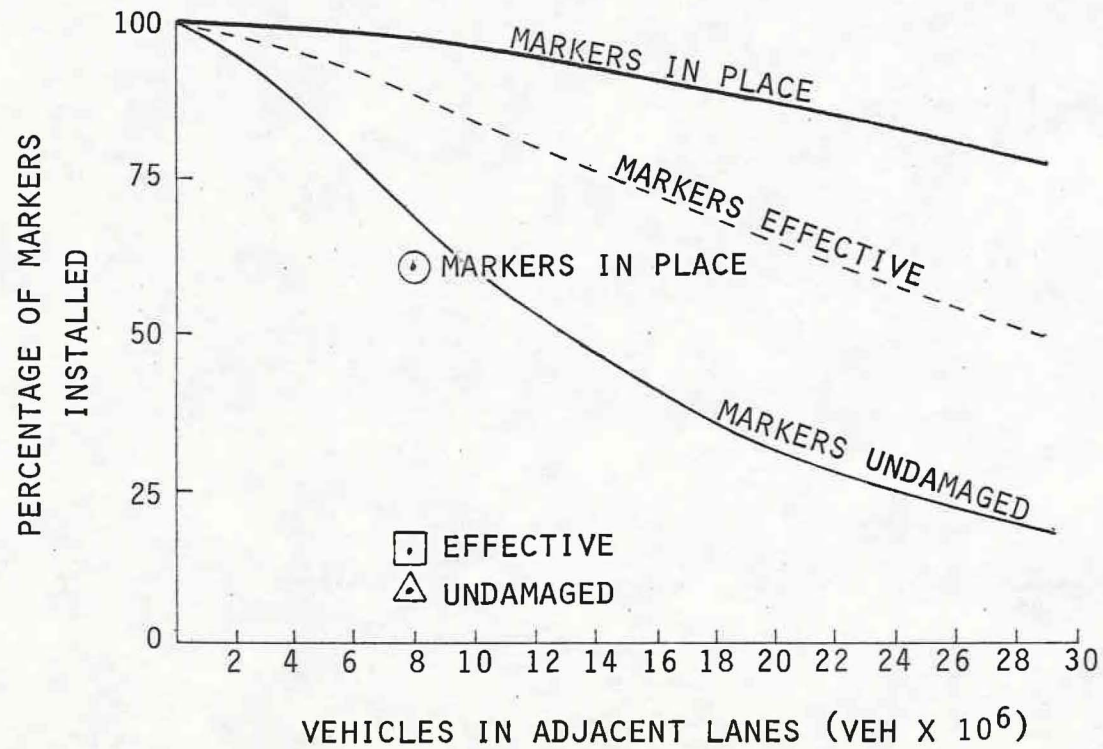 100
75
50
25
0
PERCENTAGE OF MARKERS
INSTALLED
MARKERS IN PLACE
MARKERS EFFECTIVE
MARKERS IN PLACE
MARKERS UNDAMAGED
EFFECTIVE
UNDAMAGED
2 4 6 8 10 12 14 16 18 20 22 24 26 28 30
VEHICLES IN ADJACENT LANES (VEH X 10⁶)